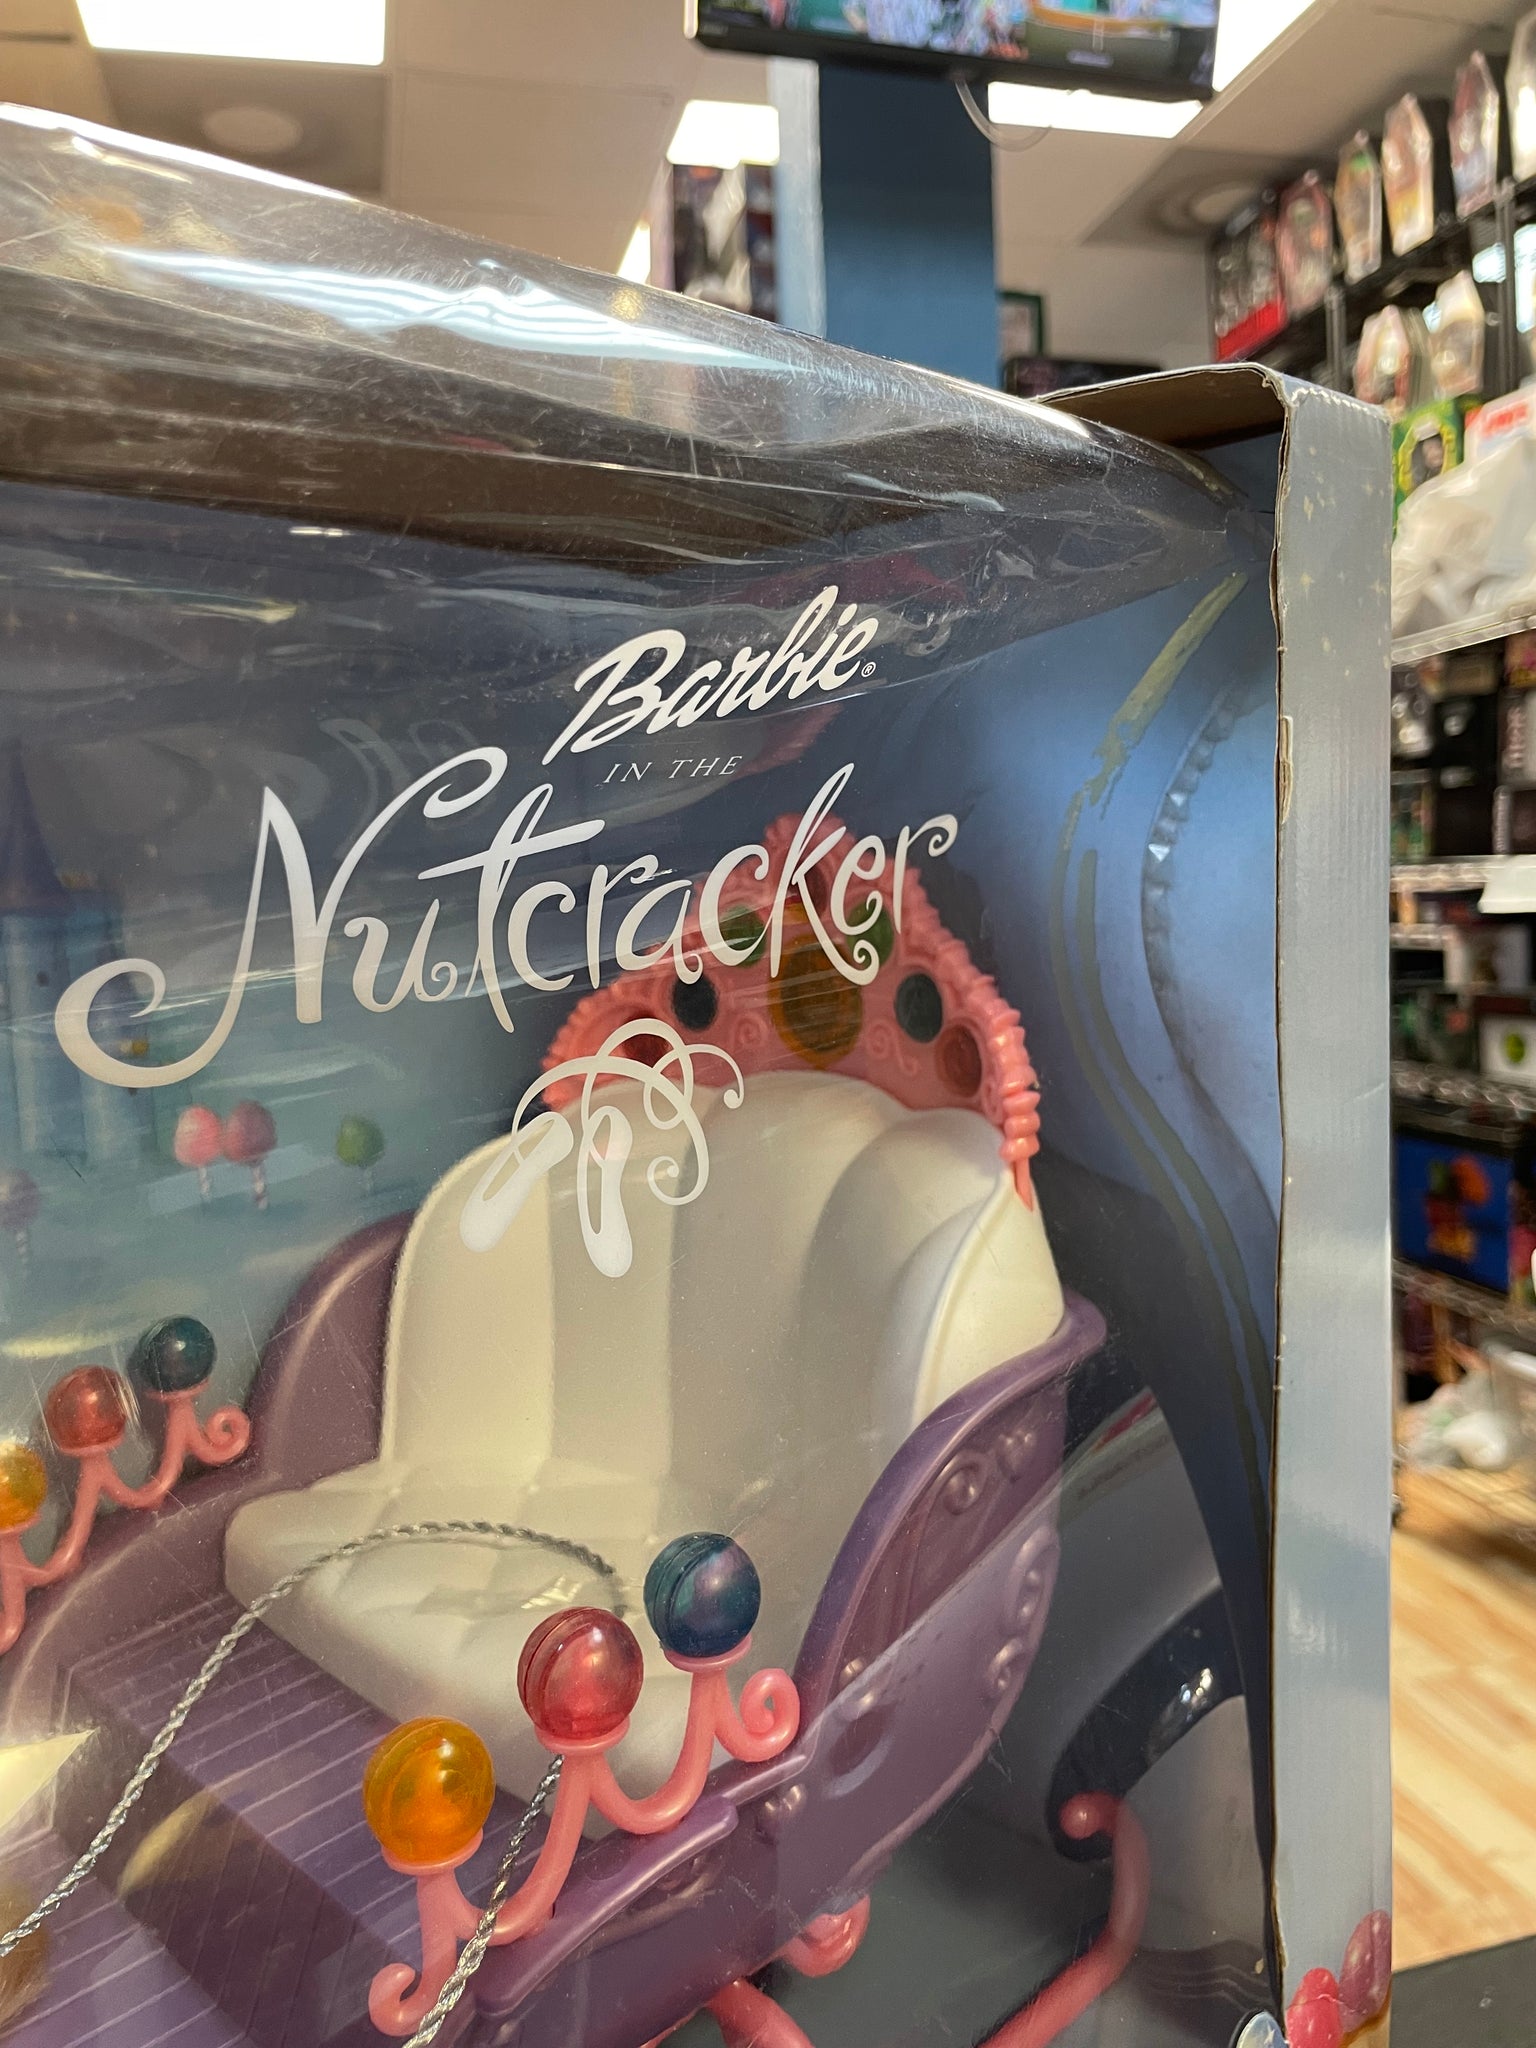 Barbie®
IN THE
Nutcracker